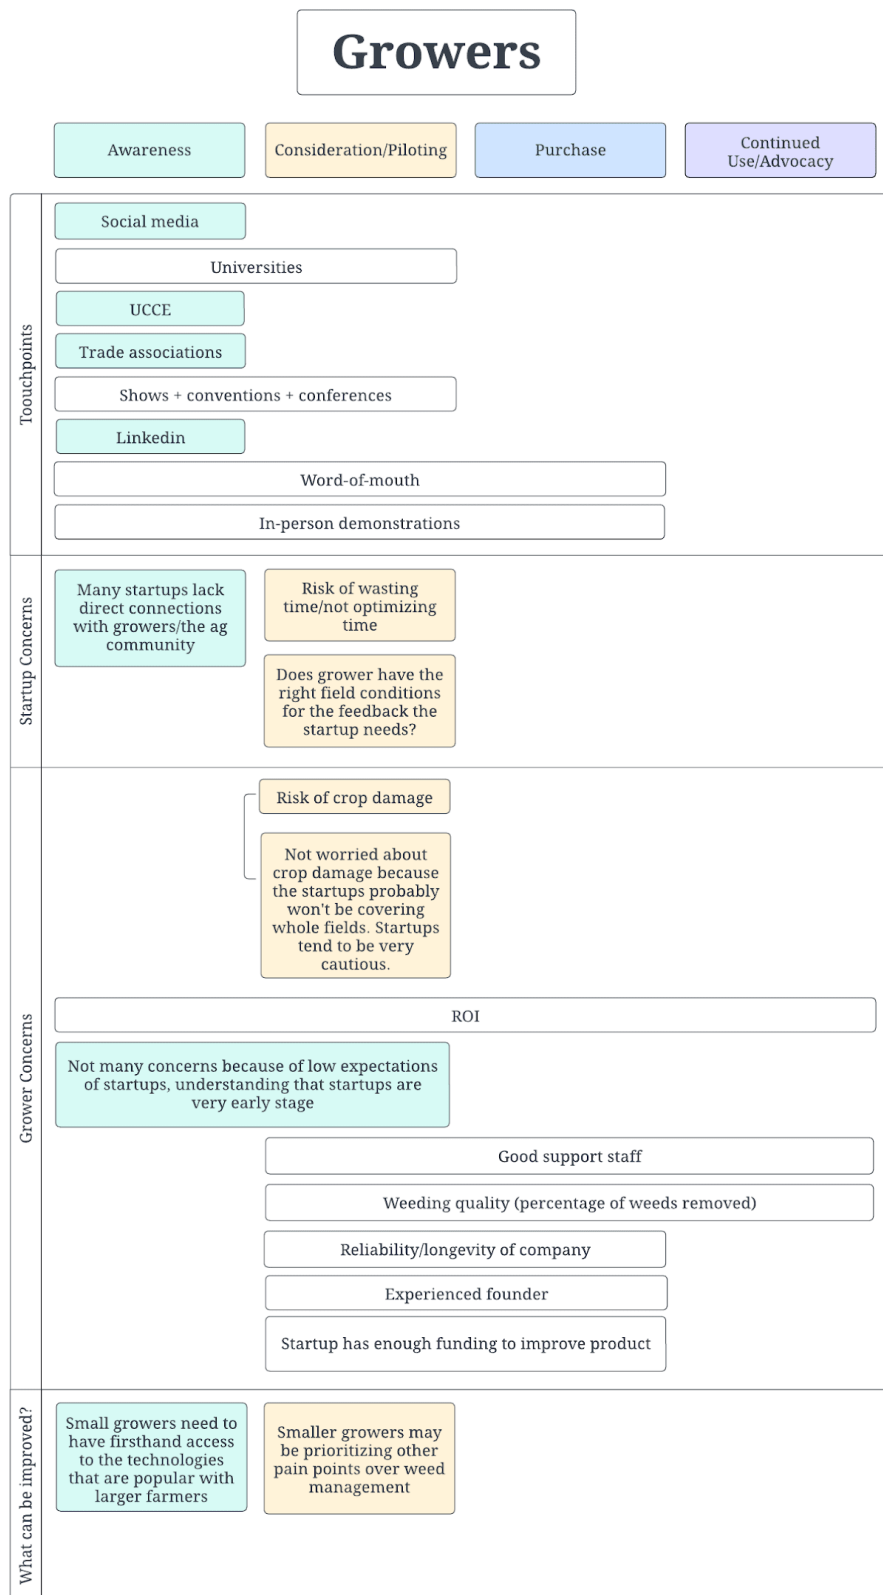 Growers
Awareness
Consideration/Piloting
Purchase
Continued
Use/Advocacy
Toouchpoints
Social media
Universities
UCCE
Trade associations
Shows + conventions + conferences
Linkedin
Word-of-mouth
In-person demonstrations
Startup Concerns
Many startups lack
direct connections
with growers/the ag
community
Risk of wasting
time/not optimizing
time
Does grower have the
right field conditions
for the feedback the
startup needs?
Grower Concerns
Risk of crop damage
Not worried about
crop damage because
the startups probably
won't be covering
whole fields. Startups
tend to be very
cautious.
ROI
Not many concerns because of low expectations
of startups, understanding that startups are
very early stage
Good support staff
Weeding quality (percentage of weeds removed)
Reliability/longevity of company
Experienced founder
Startup has enough funding to improve product
What can be improved?
Small growers need to
have firsthand access
to the technologies
that are popular with
larger farmers
Smaller growers may
be prioritizing other
pain points over weed
management